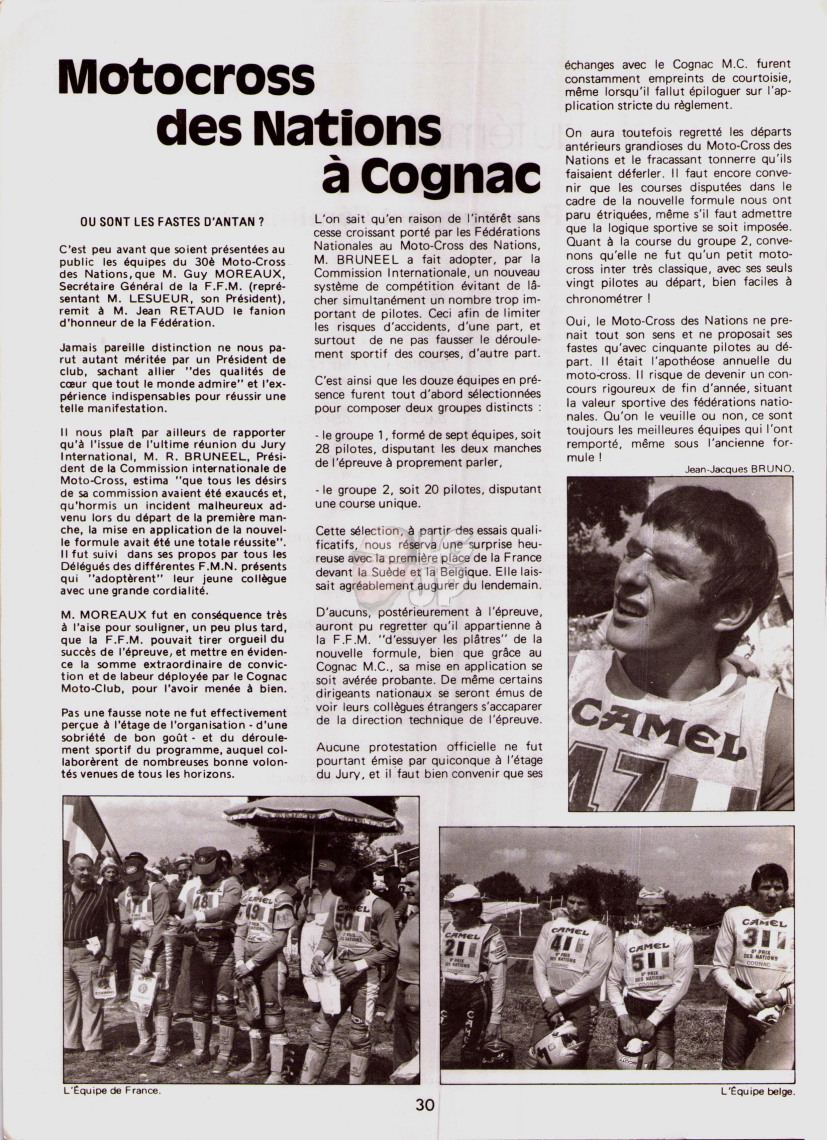 Motocross
des Nations
à Cognac
OU SONT LES FASTES D'ANTAN ?
C'est peu avant que soient présentées au
public les équipes du 30è Moto-Cross
des Nations,que M. Guy MOREAUX,
Secrétaire Général de la F.F.M. (repré-
sentant M. LESUEUR, son Président),
remit à M. Jean RETAUD le fanion
d'honneur de la Fédération.
Jamais pareille distinction ne nous pa-
rut autant méritée par un Président de
club, sachant allier "des qualités de
cœur que tout le monde admire" et l'ex-
périence indispensables pour réussir une
telle manifestation.
Il nous plaît par ailleurs de rapporter
qu'à l'issue de l'ultime réunion du Jury
International, M. R. BRUNEEL, Prési-
dent de la Commission internationale de
Moto-Cross, estima "que tous les désirs
de sa commission avaient été exaucés et,
qu'hormis un incident malheureux ad-
venu lors du départ de la première man-
che, la mise en application de la nouvel-
le formule avait été une totale réussite".
Il fut suivi dans ses propos par tous les
Délégués des différentes F.M.N. présents
qui "adoptèrent" leur jeune collègue
avec une grande cordialité.
M. MOREAUX fut en conséquence très
à l'aise pour souligner, un peu plus tard,
que la F.F.M. pouvait tirer orgueil du
succès de l'épreuve, et mettre en éviden-
ce la somme extraordinaire de convic-
tion et de labeur déployée par le Cognac
Moto-Club, pour l'avoir menée à bien.
Pas une fausse note ne fut effectivement
perçue à l'étage de l'organisation - d'une
sobriété de bon goût - et du déroule-
ment sportif du programme, auquel col-
laborèrent de nombreuses bonne volon-
tés venues de tous les horizons.
L'on sait qu'en raison de l'intérêt sans
cesse croissant porté par les Fédérations
Nationales au Moto-Cross des Nations,
M. BRUNEEL a fait adopter, par la
Commission Internationale, un nouveau
système de compétition évitant de lâ-
cher simultanément un nombre trop im-
portant de pilotes. Ceci afin de limiter
les risques d'accidents, d'une part, et
surtout de ne pas fausser le déroule-
ment sportif des courses, d'autre part.
C'est ainsi que les douze équipes en pré-
sence furent tout d'abord sélectionnées
pour composer deux groupes distincts :
- le groupe 1, formé de sept équipes, soit
28 pilotes, disputant les deux manches
de l'épreuve à proprement parler,
- le groupe 2, soit 20 pilotes, disputant
une course unique.
Cette sélection, à partir des essais quali-
ficatifs, nous réserva une surprise heu-
reuse avec la première place de la France
devant la Suède et la Belgique. Elle lais-
sait agréablement augurer du lendemain.
D'aucuns, postérieurement à l'épreuve,
auront pu regretter qu'il appartienne à
la F.F.M. "d'essuyer les plâtres" de la
nouvelle formule, bien que grâce au
Cognac M.C., sa mise en application se
soit avérée probante. De même certains
dirigeants nationaux se seront émus de
voir leurs collègues étrangers s'accaparer
de la direction technique de l'épreuve.
Aucune protestation officielle ne fut
pourtant émise par quiconque à l'étage
du Jury, et il faut bien convenir que ses
échanges avec le Cognac M.C. furent
constamment empreints de courtoisie,
même lorsqu'il fallut épiloguer sur l'ap-
plication stricte du règlement.
On aura toutefois regretté les départs
antérieurs grandioses du Moto-Cross des
Nations et le fracassant tonnerre qu'ils
faisaient déferler. Il faut encore conve-
nir que les courses disputées dans le
cadre de la nouvelle formule nous ont
paru étriquées, même s'il faut admettre
que la logique sportive se soit imposée.
Quant à la course du groupe 2, conve-
nons qu'elle ne fut qu'un petit moto-
cross inter très classique, avec ses seuls
vingt pilotes au départ, bien faciles à
chronométrer !
Oui, le Moto-Cross des Nations ne pre-
nait tout son sens et ne proposait ses
fastes qu'avec cinquante pilotes au dé-
part. Il était l'apothéose annuelle du
moto-cross. Il risque de devenir un con-
cours rigoureux de fin d'année, situant
la valeur sportive des fédérations natio-
nales. Qu'on le veuille ou non, ce sont
toujours les meilleures équipes qui l'ont
remporté, même sous l'ancienne for-
mule !
Jean-Jacques BRUNO.
CAMEL
47
CAMEL
47
CAMEL
48
CAMEL
49
CAMEL
50
L'Équipe de France.
CAMEL
2
CAMEL
4
PRIX
DES NATIONS
COGNAC
CAMEL
5
PRIX
DES NATIONS
CAMEL
3
PRIX
DES NATIONS
COGNAC
L'Équipe belge.
30